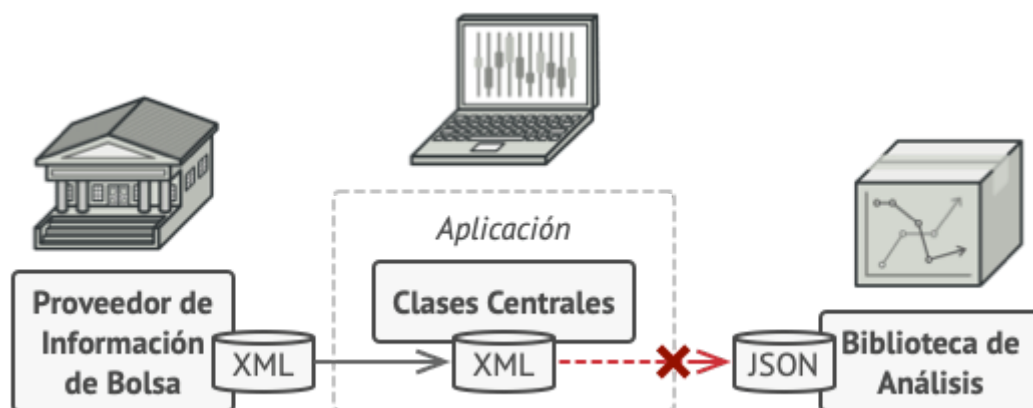 Aplicación
Proveedor de
Información
de Bolsa
XML
Clases Centrales
XML
JSON
Biblioteca de
Análisis